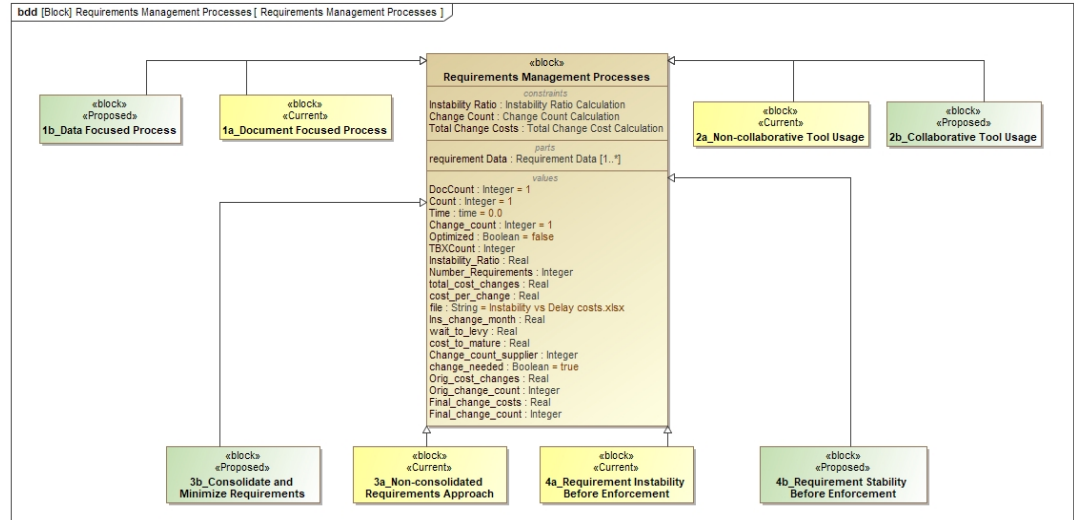 bdd [Block] Requirements Management Processes [ Requirements Management Processes ]
«block»
Requirements Management Processes
constraints
Instability Ratio : Instability Ratio Calculation
Change Count : Change Count Calculation
Total Change Costs : Total Change Cost Calculation
parts
requirement Data : Requirement Data [1..*]
values
DocCount : Integer = 1
Count : Integer = 1
Time : time = 0.0
Change_count : Integer = 1
Optimized : Boolean = false
TBXCount : Integer
Instability_Ratio : Real
Number_Requirements : Integer
total_cost_changes : Real
cost_per_change : Real
file : String = Instability vs Delay costs.xlsx
Ins_change_month : Real
wait_to_levy : Real
cost_to_mature : Real
Change_count_supplier : Integer
change_needed : Boolean = true
Orig_cost_changes : Real
Orig_change_count : Integer
Final_change_costs : Real
Final_change_count : Integer
«block»
«Proposed»
1b_Data Focused Process
«block»
«Current»
1a_Document Focused Process
«block»
«Current»
2a_Non-collaborative Tool Usage
«block»
«Proposed»
2b_Collaborative Tool Usage
«block»
«Proposed»
3b_Consolidate and
Minimize Requirements
«block»
«Current»
3a_Non-consolidated
Requirements Approach
«block»
«Current»
4a_Requirement Instability
Before Enforcement
«block»
«Proposed»
4b_Requirement Stability
Before Enforcement